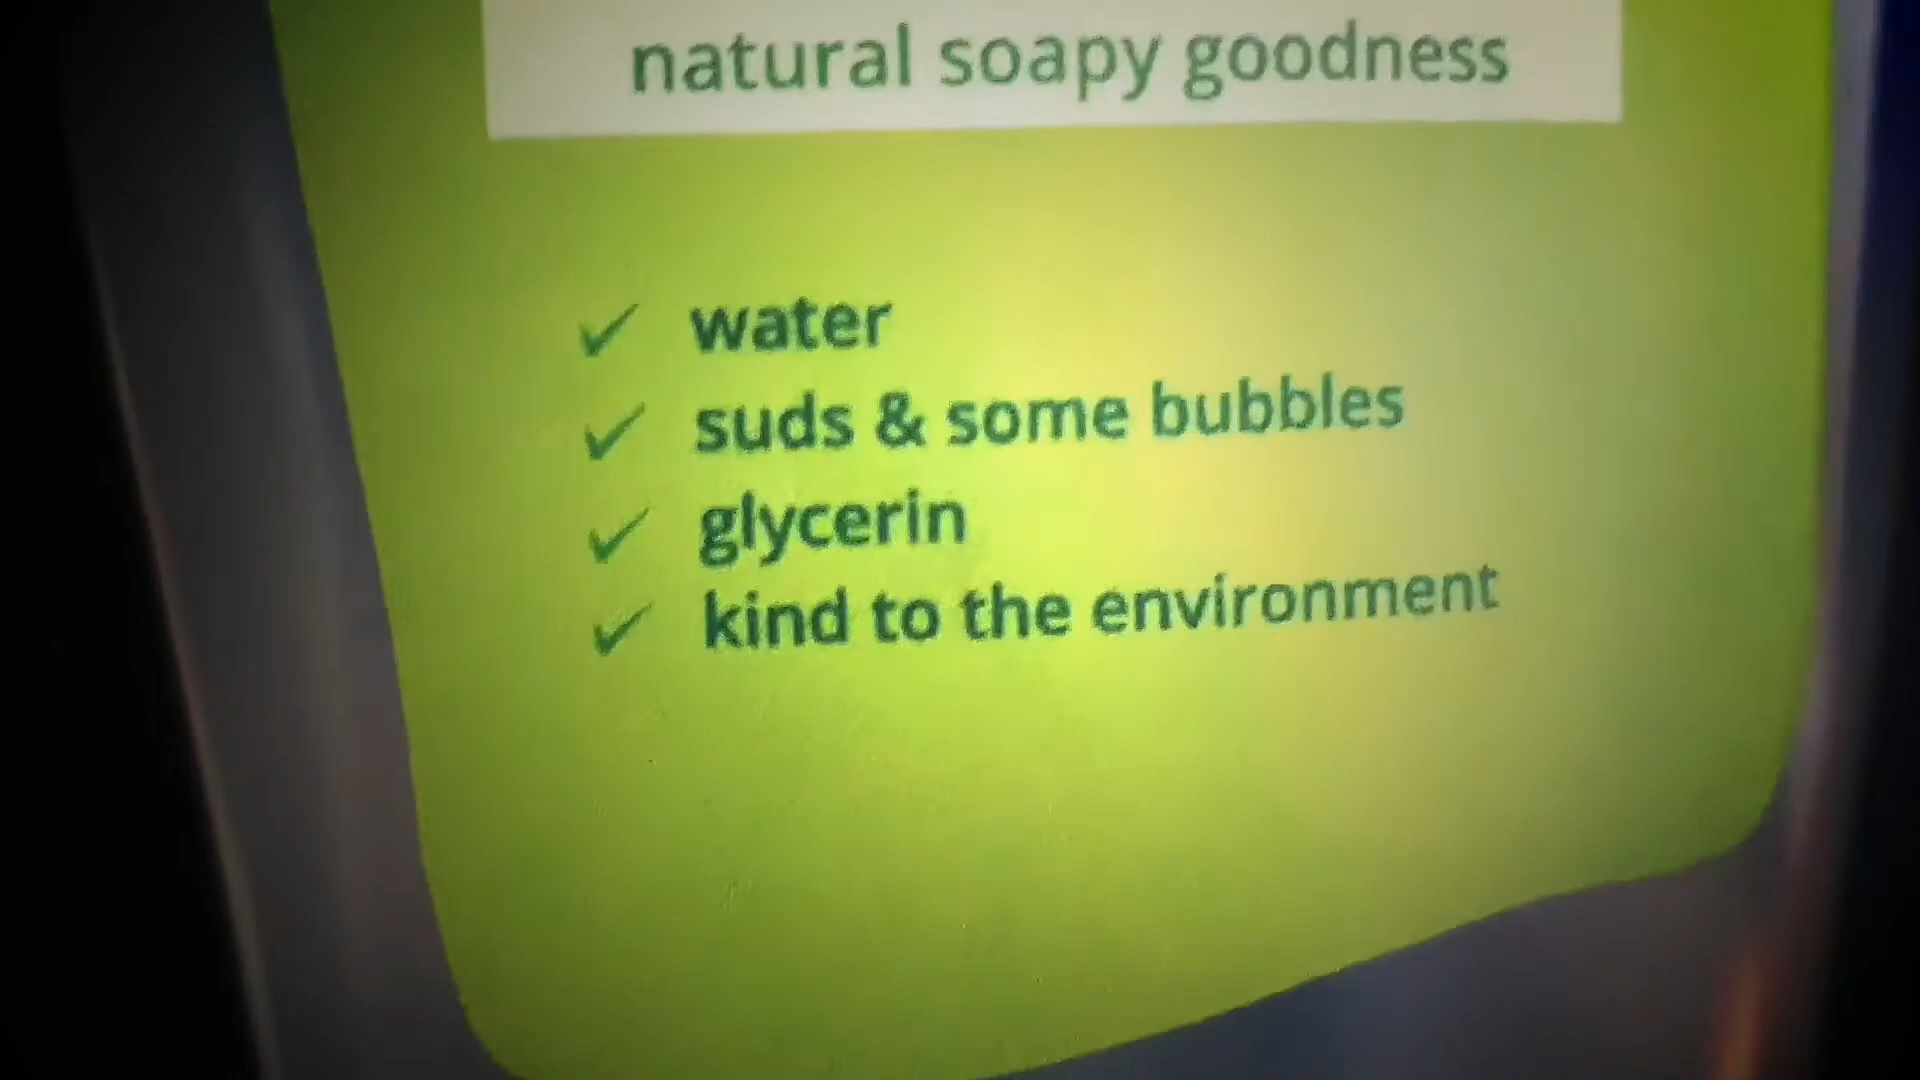 natural soapy goodness
✓ water
✓ suds & some bubbles
✓ glycerin
✓ kind to the environment